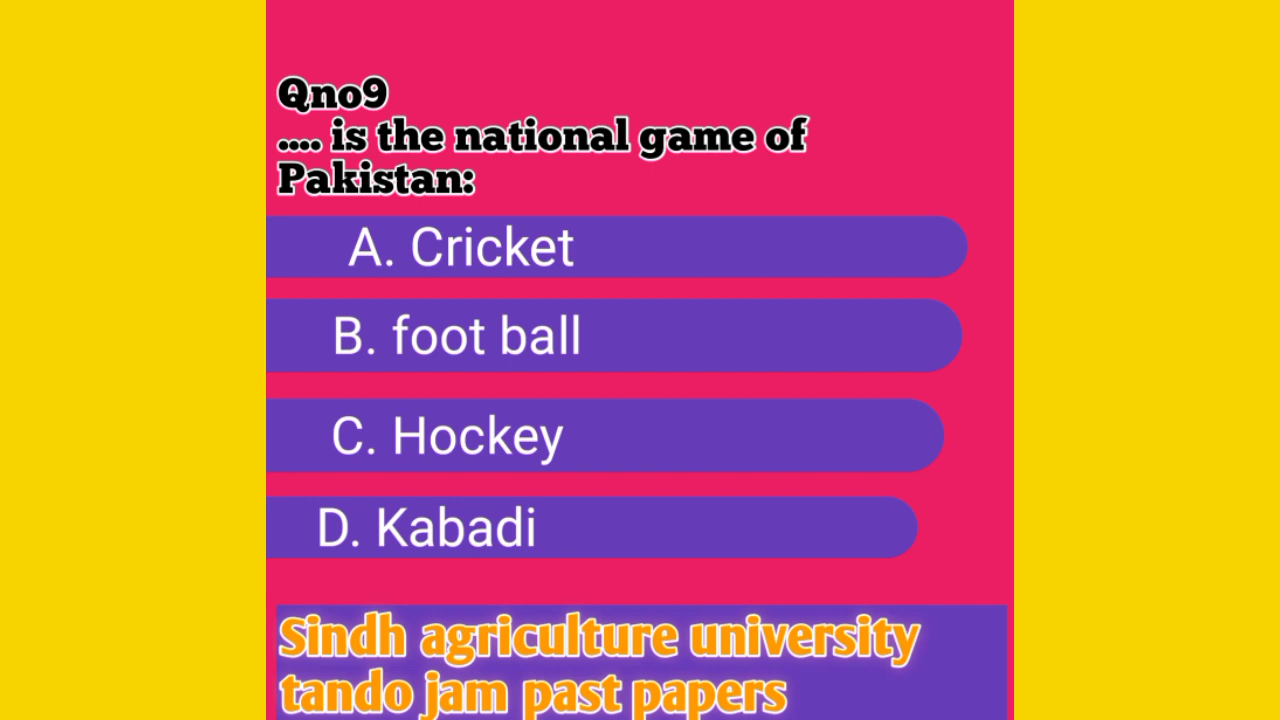 Qno9
.... is the national game of
Pakistan:
A. Cricket
B. foot ball
C. Hockey
D. Kabadi
Sindh agriculture university
tando jam past papers